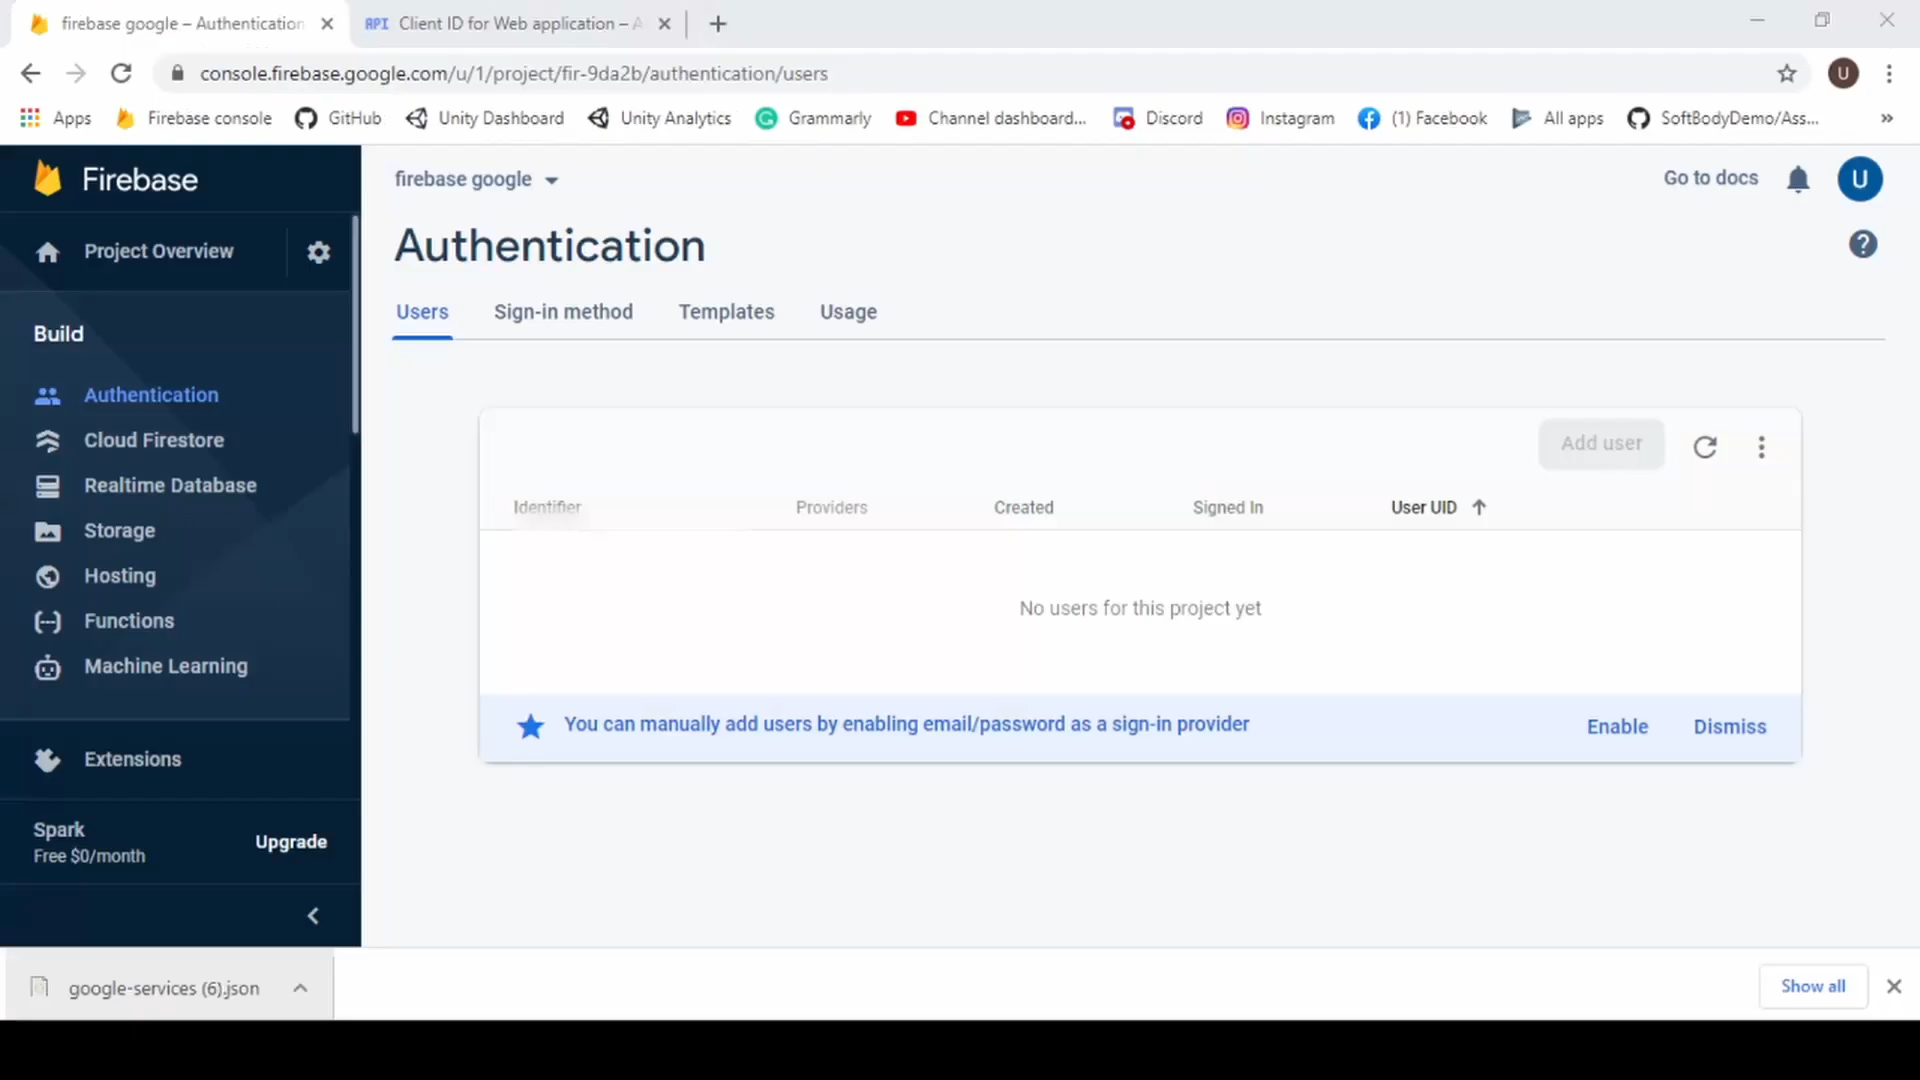 firebase google – Authentication
API Client ID for Web application – A
console.firebase.google.com/u/1/project/fir-9da2b/authentication/users
U
Apps Firebase console GitHub Unity Dashboard Unity Analytics Grammarly Channel dashboard... Discord Instagram (1) Facebook All apps SoftBodyDemo/Ass... »
Firebase
firebase google
Go to docs
U
Project Overview
Authentication
Users Sign-in method Templates Usage
Build
Authentication
Cloud Firestore
Realtime Database
Storage
Hosting
Functions
Machine Learning
Extensions
Spark
Free $0/month
Upgrade
Add user
Identifier Providers Created Signed In User UID
No users for this project yet
You can manually add users by enabling email/password as a sign-in provider
Enable Dismiss
google-services (6).json
Show all